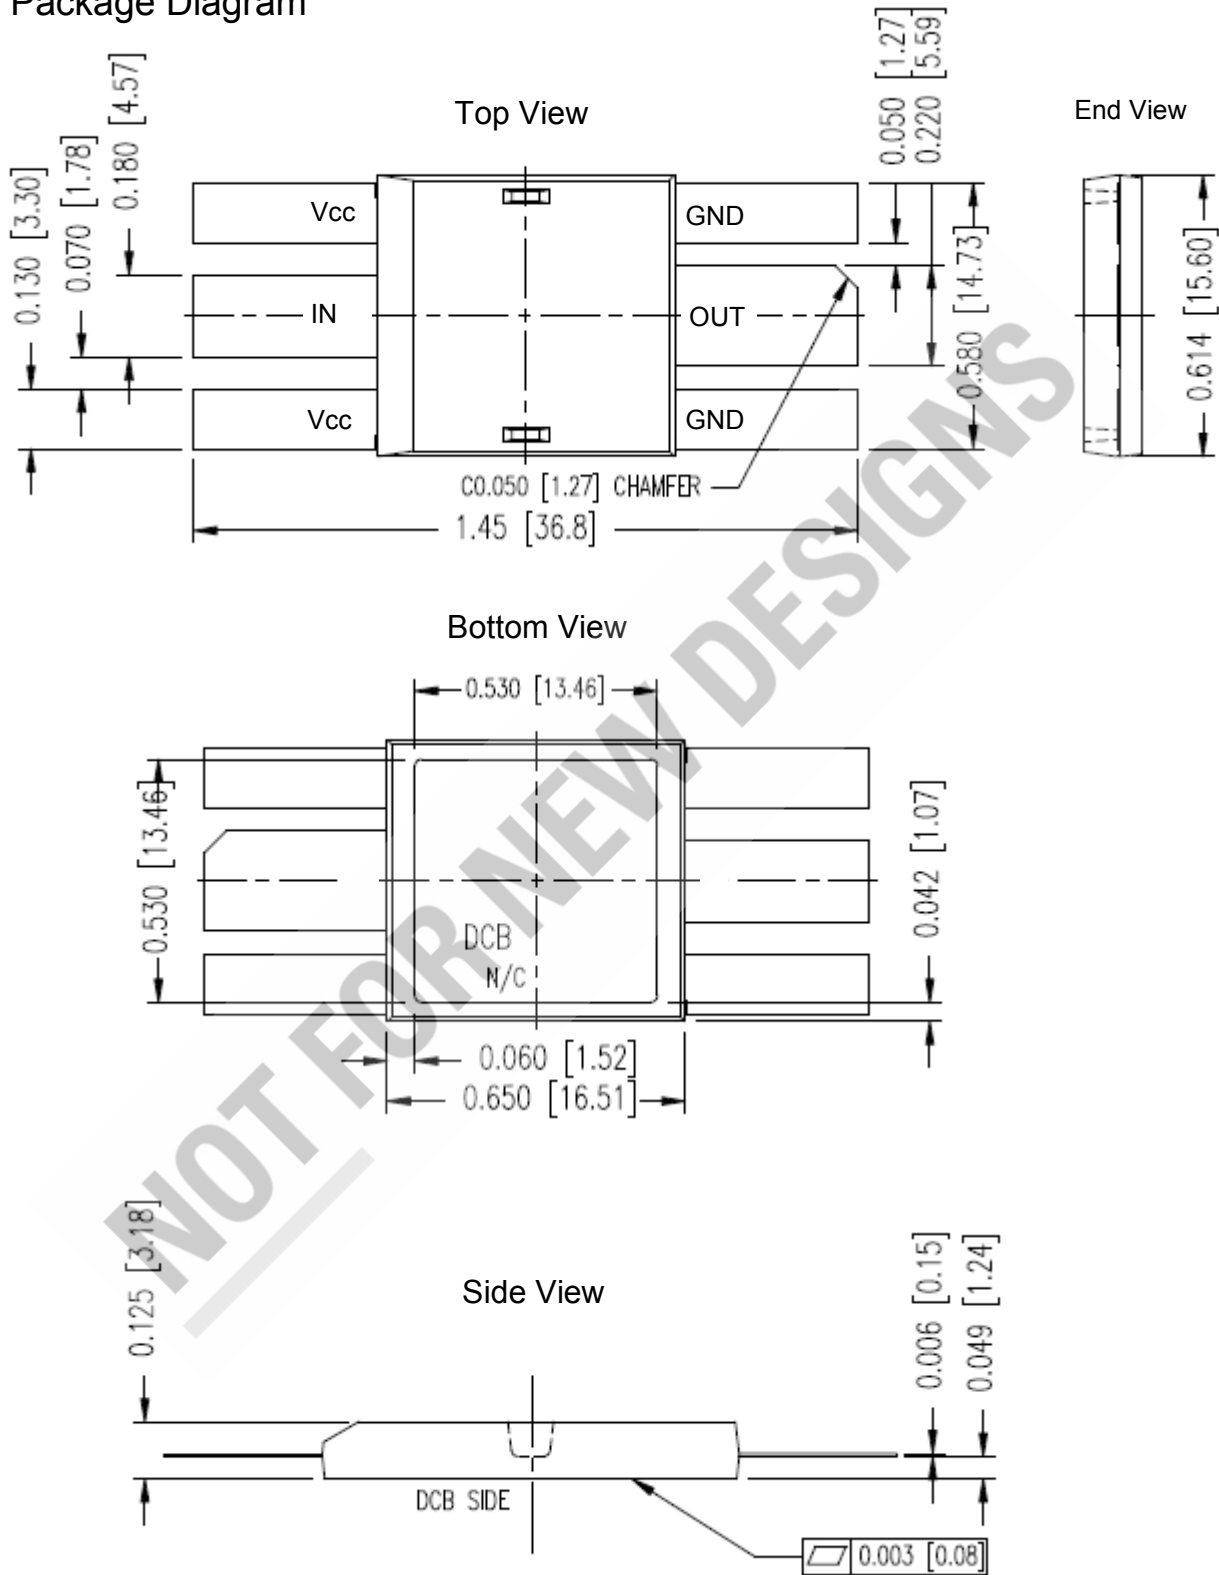 Package Diagram
Top View
End View
0.130 [3.30]
0.070 [1.78]
0.180 [4.57]
0.050 [1.27]
0.220 [5.59]
0.580 [14.73]
0.614 [15.60]
Vcc
GND
IN
OUT
Vcc
GND
C0.050 [1.27] CHAMFER
1.45 [36.8]
Bottom View
0.530 [13.46]
0.530 [13.46]
0.042 [1.07]
DCB
N/C
0.060 [1.52]
0.650 [16.51]
NOT FOR NEW DESIGNS
Side View
0.125 [3.18]
0.006 [0.15]
0.049 [1.24]
DCB SIDE
0.003 [0.08]